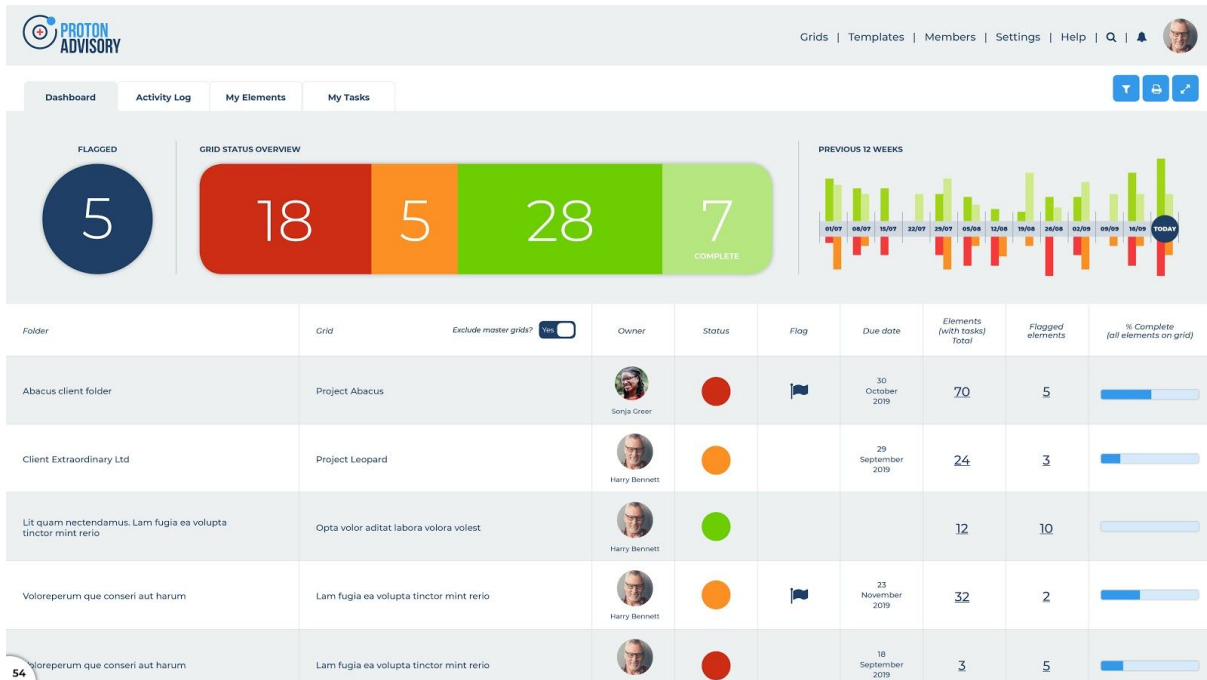 PROTON
ADVISORY
Grids | Templates | Members | Settings | Help |
Dashboard
Activity Log
My Elements
My Tasks
FLAGGED
5
GRID STATUS OVERVIEW
18
5
28
7
COMPLETE
PREVIOUS 12 WEEKS
01/07 08/07 15/07 22/07 29/07 05/08 12/08 19/08 26/08 02/09 09/09 16/09 TODAY
Folder
Grid
Exclude master grids? Yes
Owner
Status
Flag
Due date
Elements
(with tasks)
Total
Flagged
elements
% Complete
(all elements on grid)
Abacus client folder
Project Abacus
Sonja Greer
30
October
2019
70
5
Client Extraordinary Ltd
Project Leopard
Harry Bennett
29
September
2019
24
3
Lit quam nectendamus. Lam fugia ea volupta
tinctor mint rerio
Opta volor aditat labora volora volest
Harry Bennett
12
10
Voloreperum que conseri aut harum
Lam fugia ea volupta tinctor mint rerio
Harry Bennett
23
November
2019
32
2
oloreperum que conseri aut harum
Lam fugia ea volupta tinctor mint rerio
18
September
2019
3
5
54